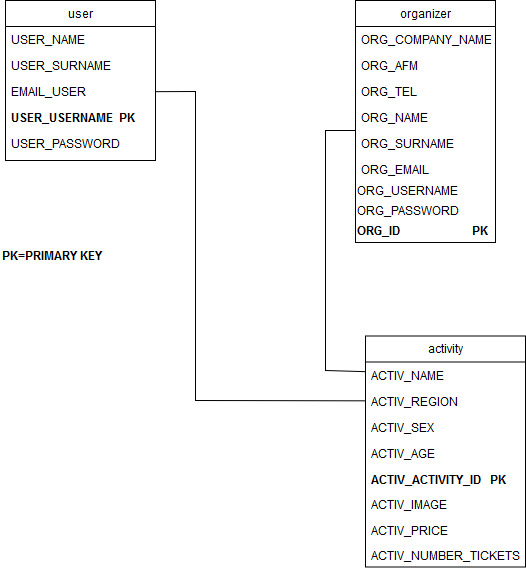 user
USER_NAME
USER_SURNAME
EMAIL_USER
USER_USERNAME PK
USER_PASSWORD
organizer
ORG_COMPANY_NAME
ORG_AFM
ORG_TEL
ORG_NAME
ORG_SURNAME
ORG_EMAIL
ORG_USERNAME
ORG_PASSWORD
ORG_ID PK
PK=PRIMARY KEY
activity
ACTIV_NAME
ACTIV_REGION
ACTIV_SEX
ACTIV_AGE
ACTIV_ACTIVITY_ID PK
ACTIV_IMAGE
ACTIV_PRICE
ACTIV_NUMBER_TICKETS